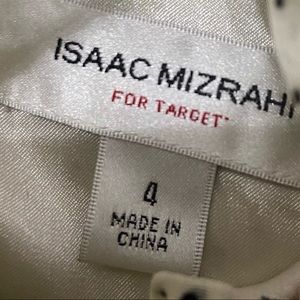 ISAAC MIZRAHI
FOR TARGET
4
MADE IN
CHINA